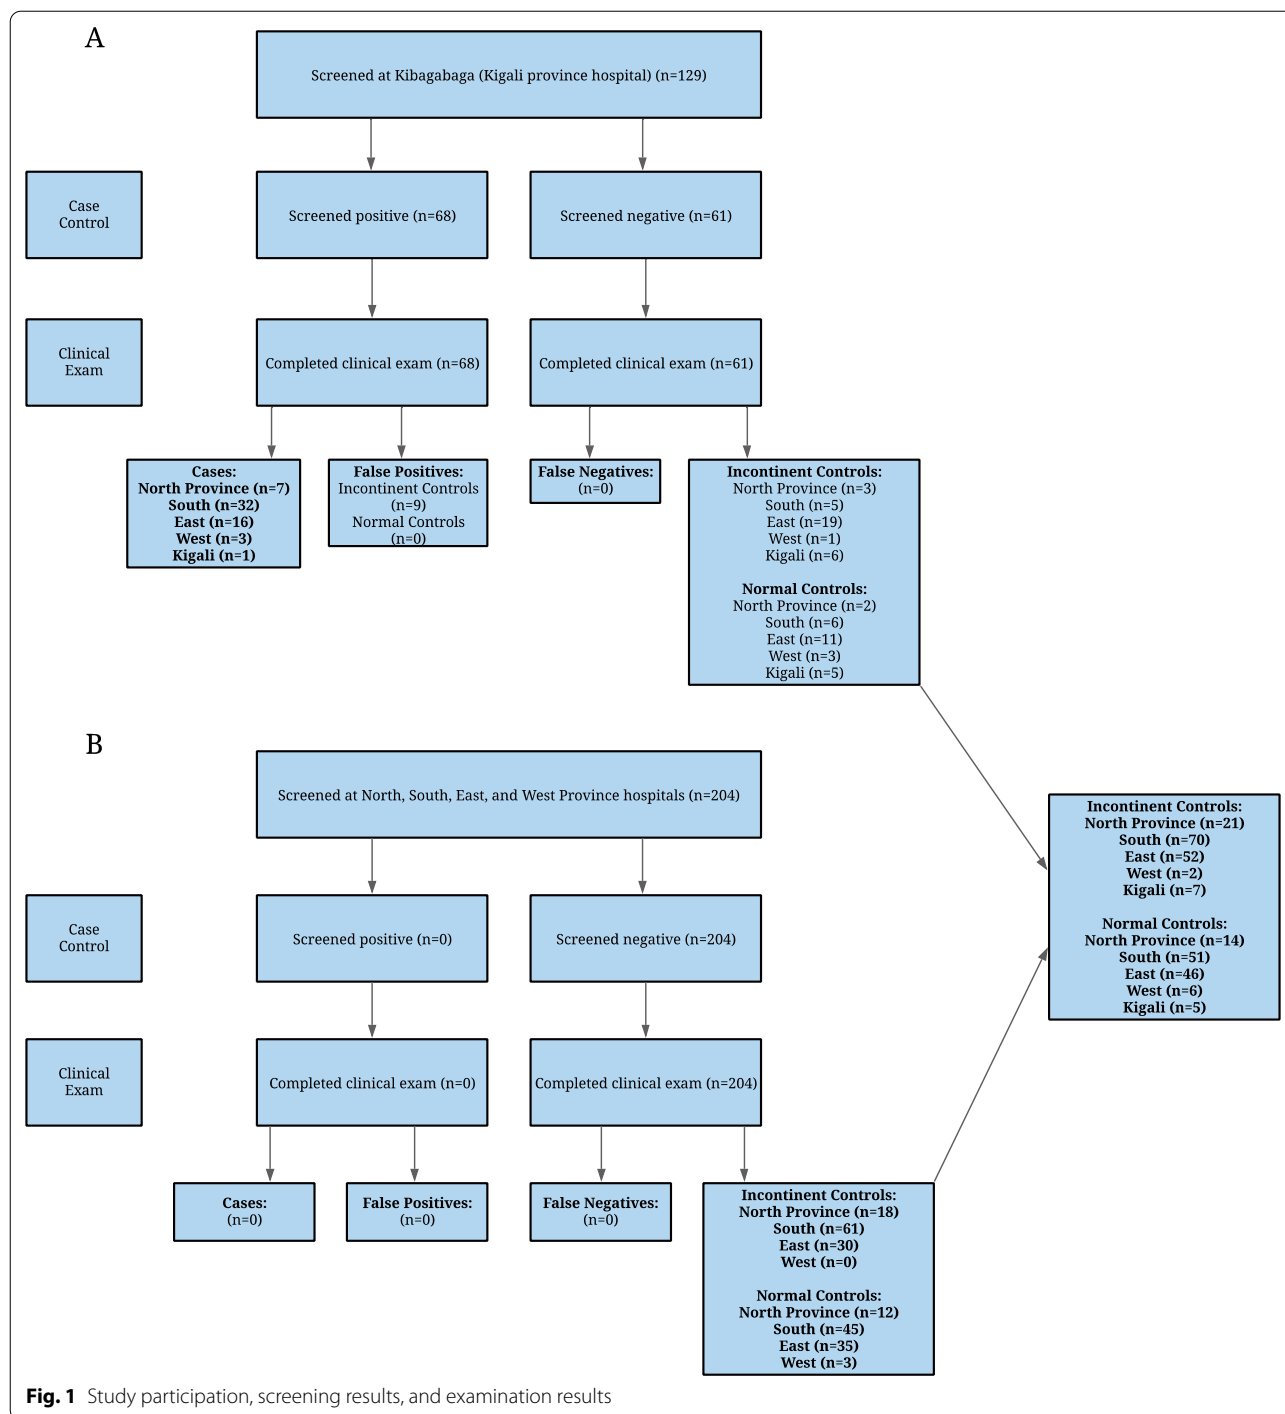 A
Screened at Kibagabaga (Kigali province hospital) (n=129)
Case
Control
Screened positive (n=68)
Screened negative (n=61)
Clinical
Exam
Completed clinical exam (n=68)
Completed clinical exam (n=61)
Cases:
North Province (n=7)
South (n=32)
East (n=16)
West (n=3)
Kigali (n=1)
False Positives:
Incontinent Controls
(n=9)
Normal Controls
(n=0)
False Negatives:
(n=0)
Incontinent Controls:
North Province (n=3)
South (n=5)
East (n=19)
West (n=1)
Kigali (n=6)
Normal Controls:
North Province (n=2)
South (n=6)
East (n=11)
West (n=3)
Kigali (n=5)
B
Screened at North, South, East, and West Province hospitals (n=204)
Case
Control
Screened positive (n=0)
Screened negative (n=204)
Clinical
Exam
Completed clinical exam (n=0)
Completed clinical exam (n=204)
Cases:
(n=0)
False Positives:
(n=0)
False Negatives:
(n=0)
Incontinent Controls:
North Province (n=18)
South (n=61)
East (n=30)
West (n=0)
Normal Controls:
North Province (n=12)
South (n=45)
East (n=35)
West (n=3)
Incontinent Controls:
North Province (n=21)
South (n=70)
East (n=52)
West (n=2)
Kigali (n=7)
Normal Controls:
North Province (n=14)
South (n=51)
East (n=46)
West (n=6)
Kigali (n=5)
Fig. 1 Study participation, screening results, and examination results